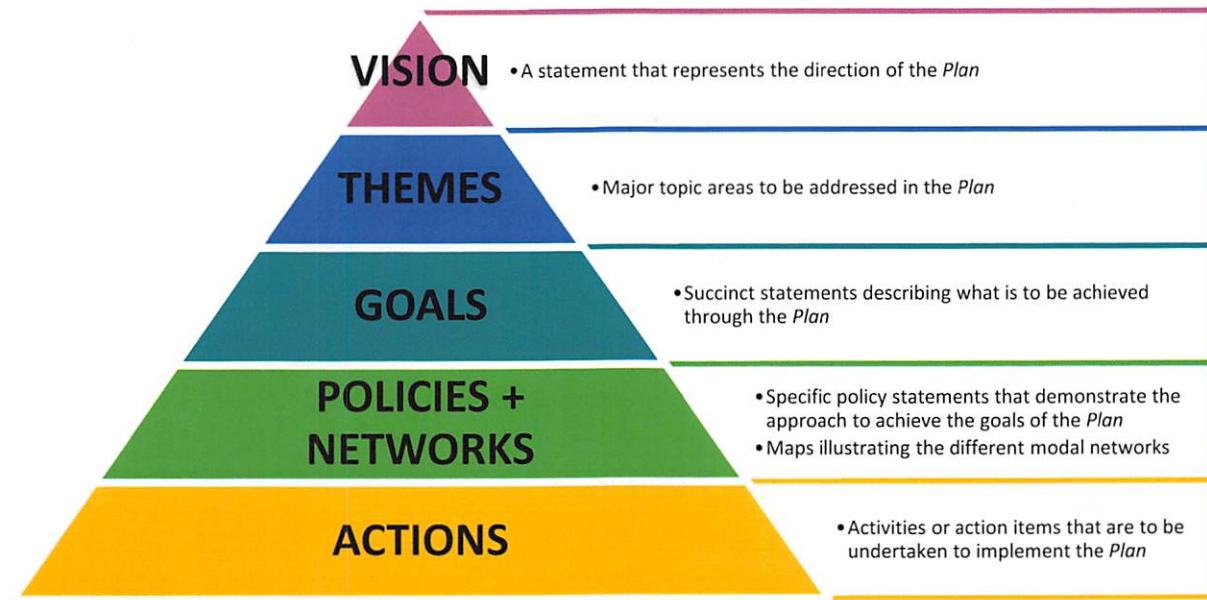 VISION
•A statement that represents the direction of the Plan
THEMES
•Major topic areas to be addressed in the Plan
GOALS
•Succinct statements describing what is to be achieved
through the Plan
POLICIES +
NETWORKS
•Specific policy statements that demonstrate the
approach to achieve the goals of the Plan
•Maps illustrating the different modal networks
ACTIONS
•Activities or action items that are to be
undertaken to implement the Plan